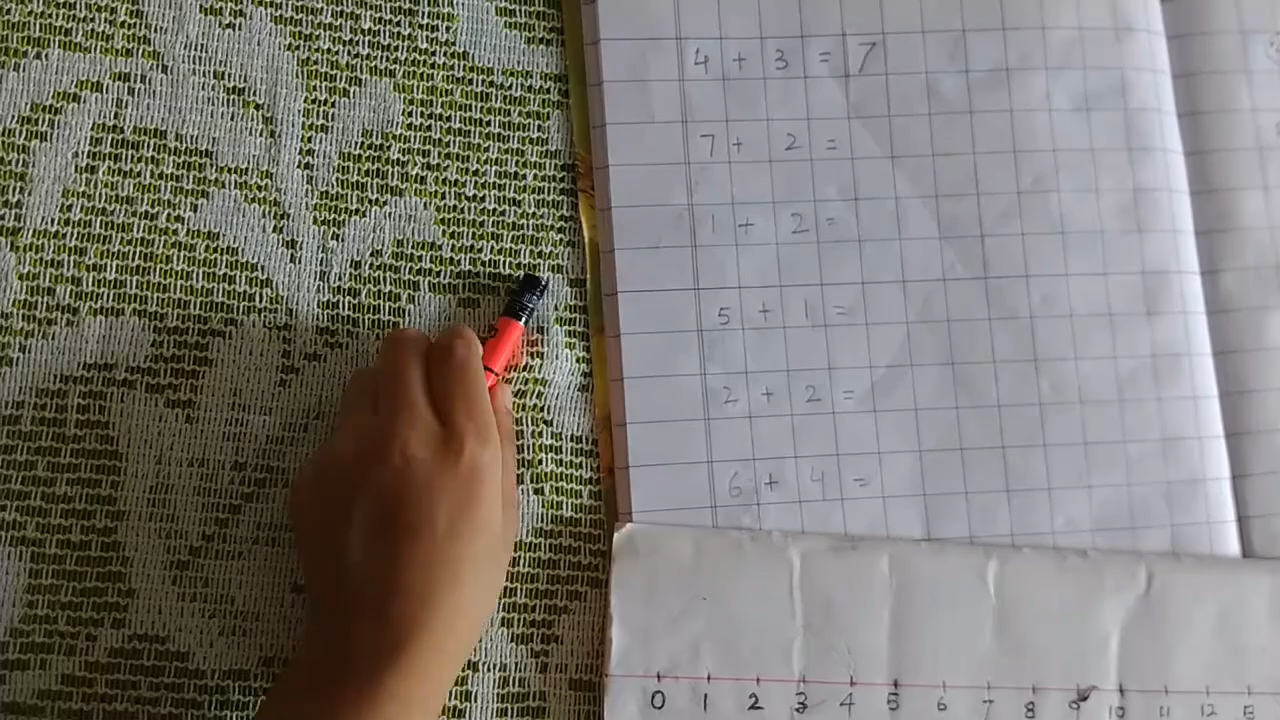 4 + 3 = 7
7 + 2 =
1 + 2 =
5 + 1 =
2 + 2 =
6 + 4 =
0 1 2 3 4 5 6 7 8 9 10 11 12 13